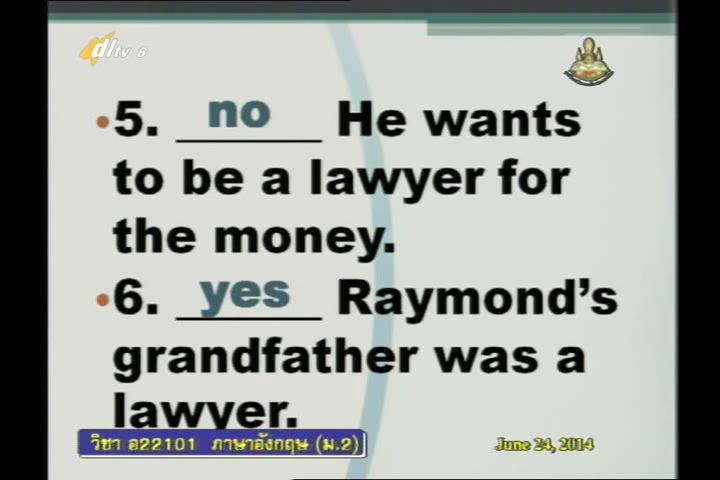 dltv 8
•5. no He wants
to be a lawyer for
the money.
•6. yes Raymond’s
grandfather was a
lawyer.
วิชา อ22101 ภาษาอังกฤษ (ม.2)
June 24, 2014